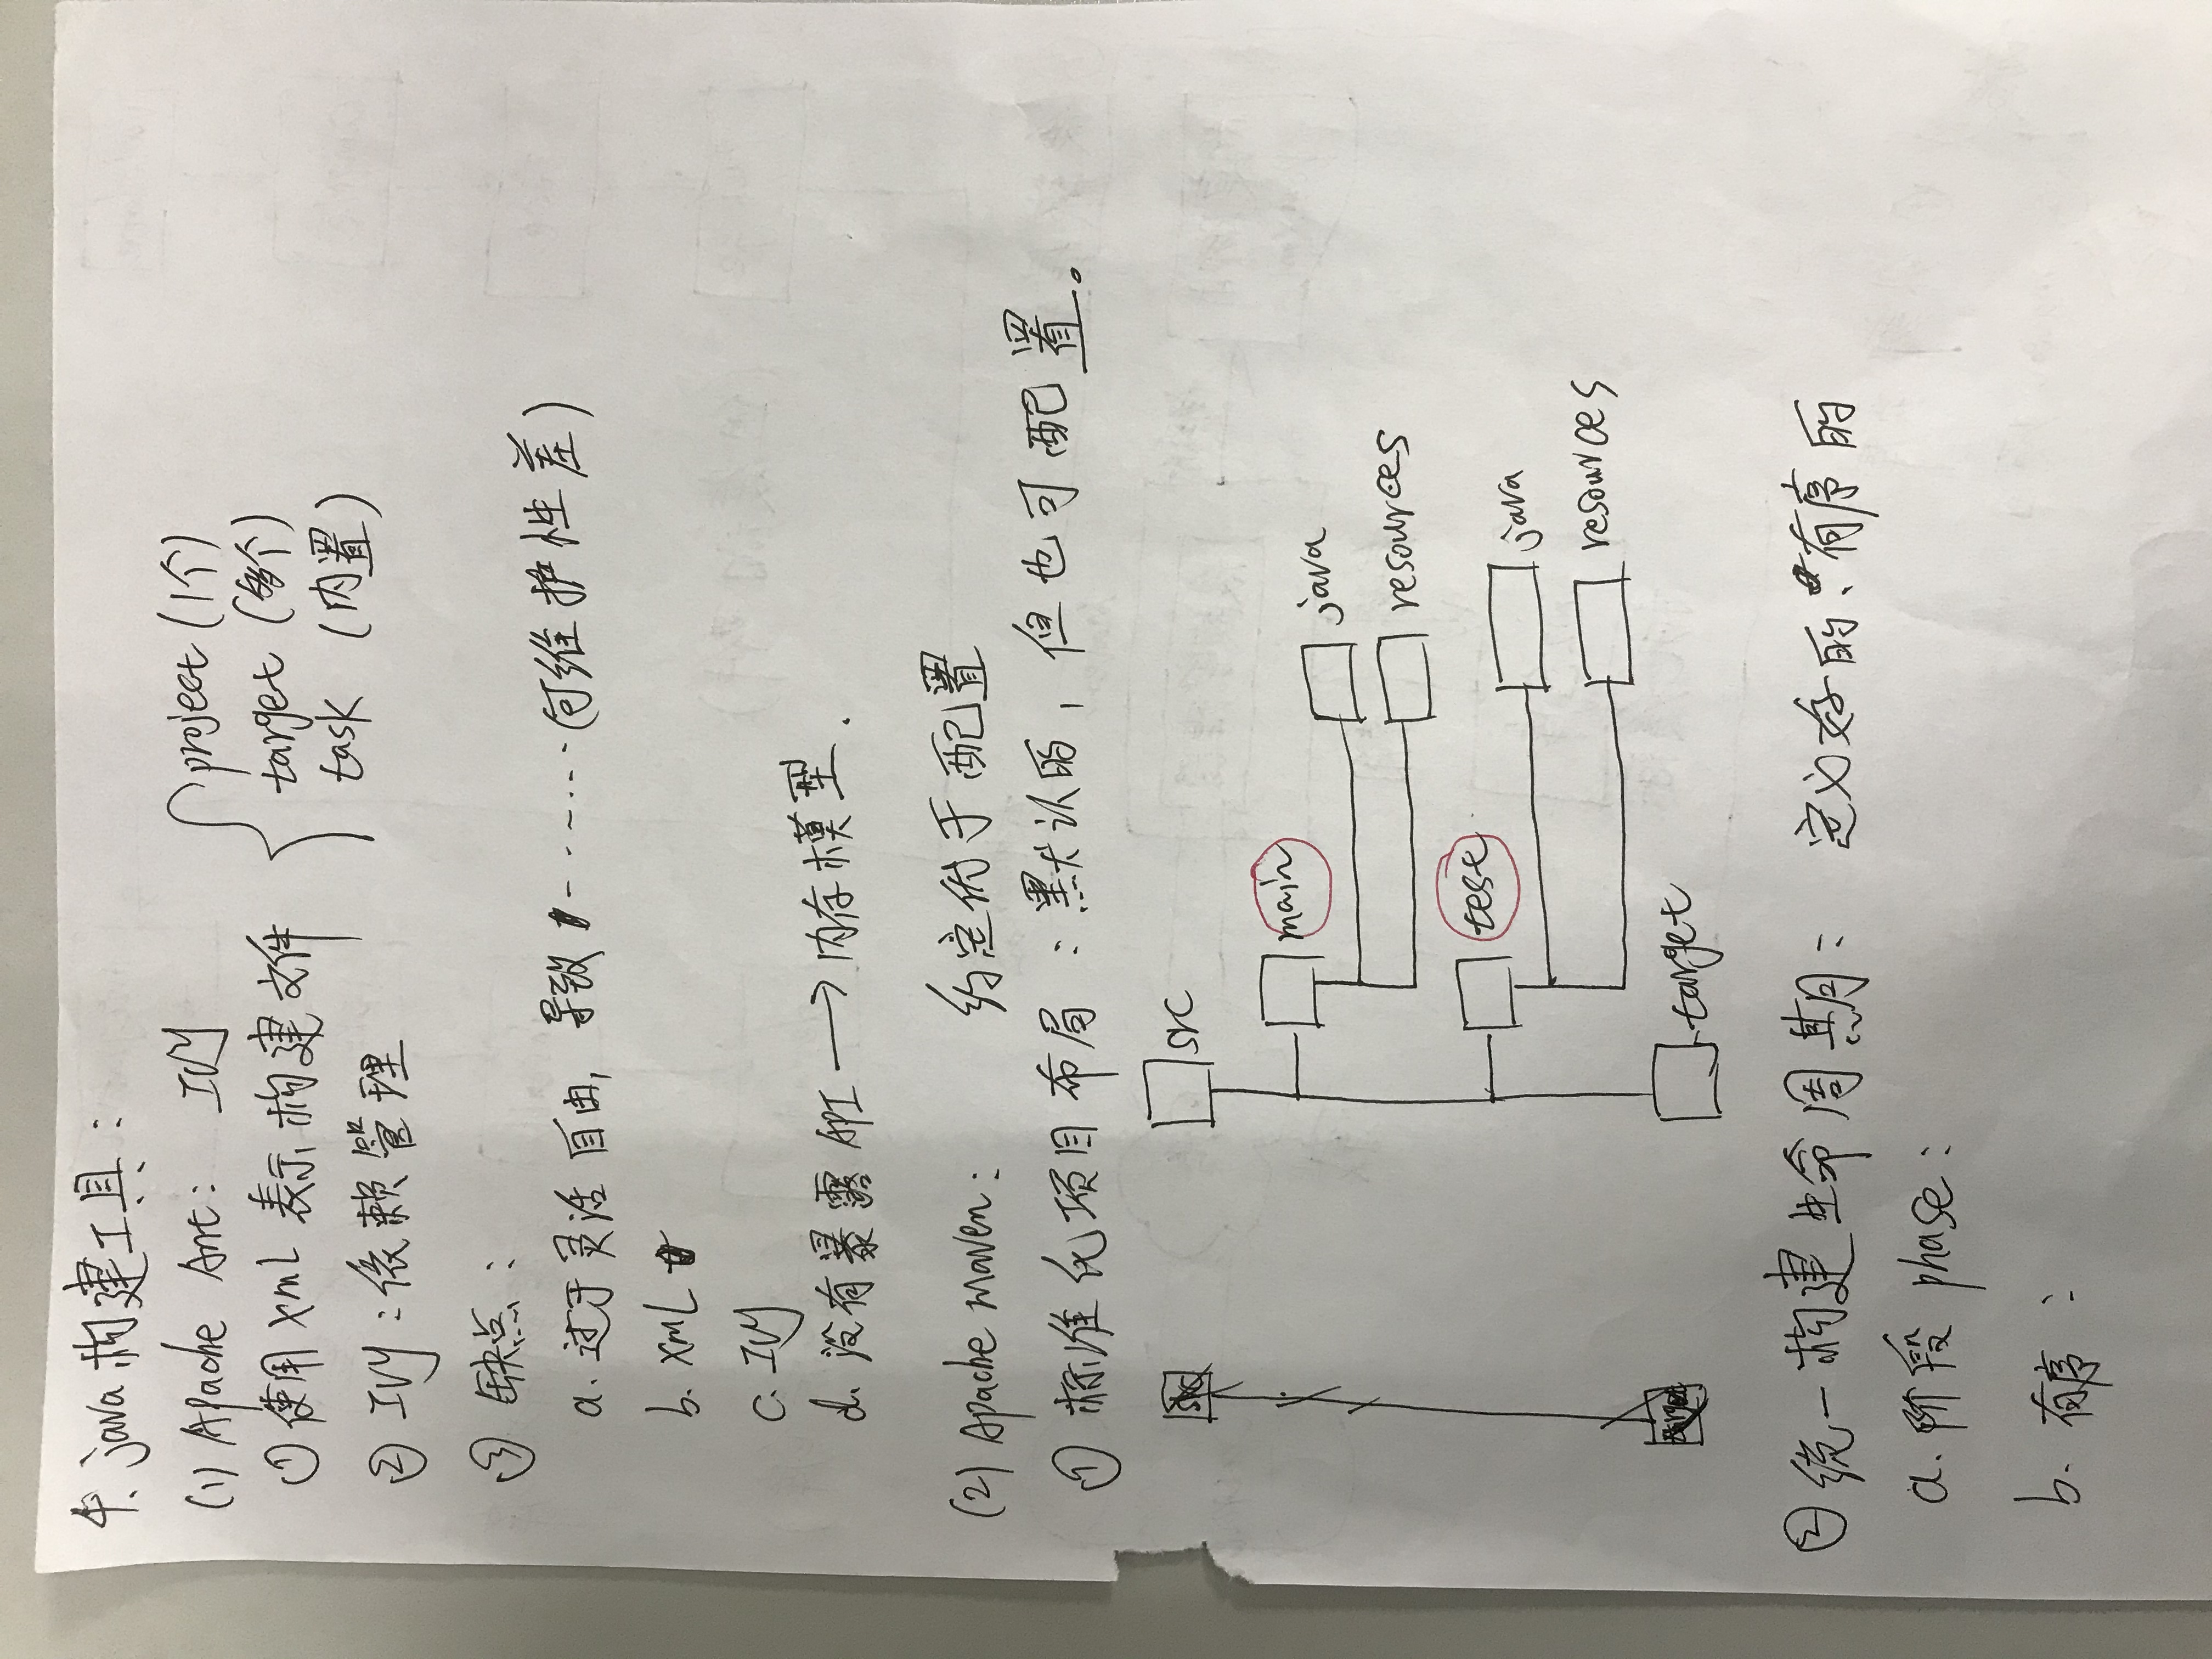 4、java构建工具：
(1) Apache Ant： IVY
project (1个)
target (多个)
task (内置)
① 使用xml表示构建文件
② IVY：依赖管理
③ 缺点：
a. 过于灵活自由, 导致……(可维护性差)
b. xml
c. IVY
d. 没有暴露API → 内存模型.
(2) Apache maven： 约定优于配置
① 标准化项目布局：默认的, 但也可配置。
src
main
java
resources
test
java
resources
target
② 统一构建生命周期： 定义好的、有序的
a. 阶段 phase：
b. 有序：